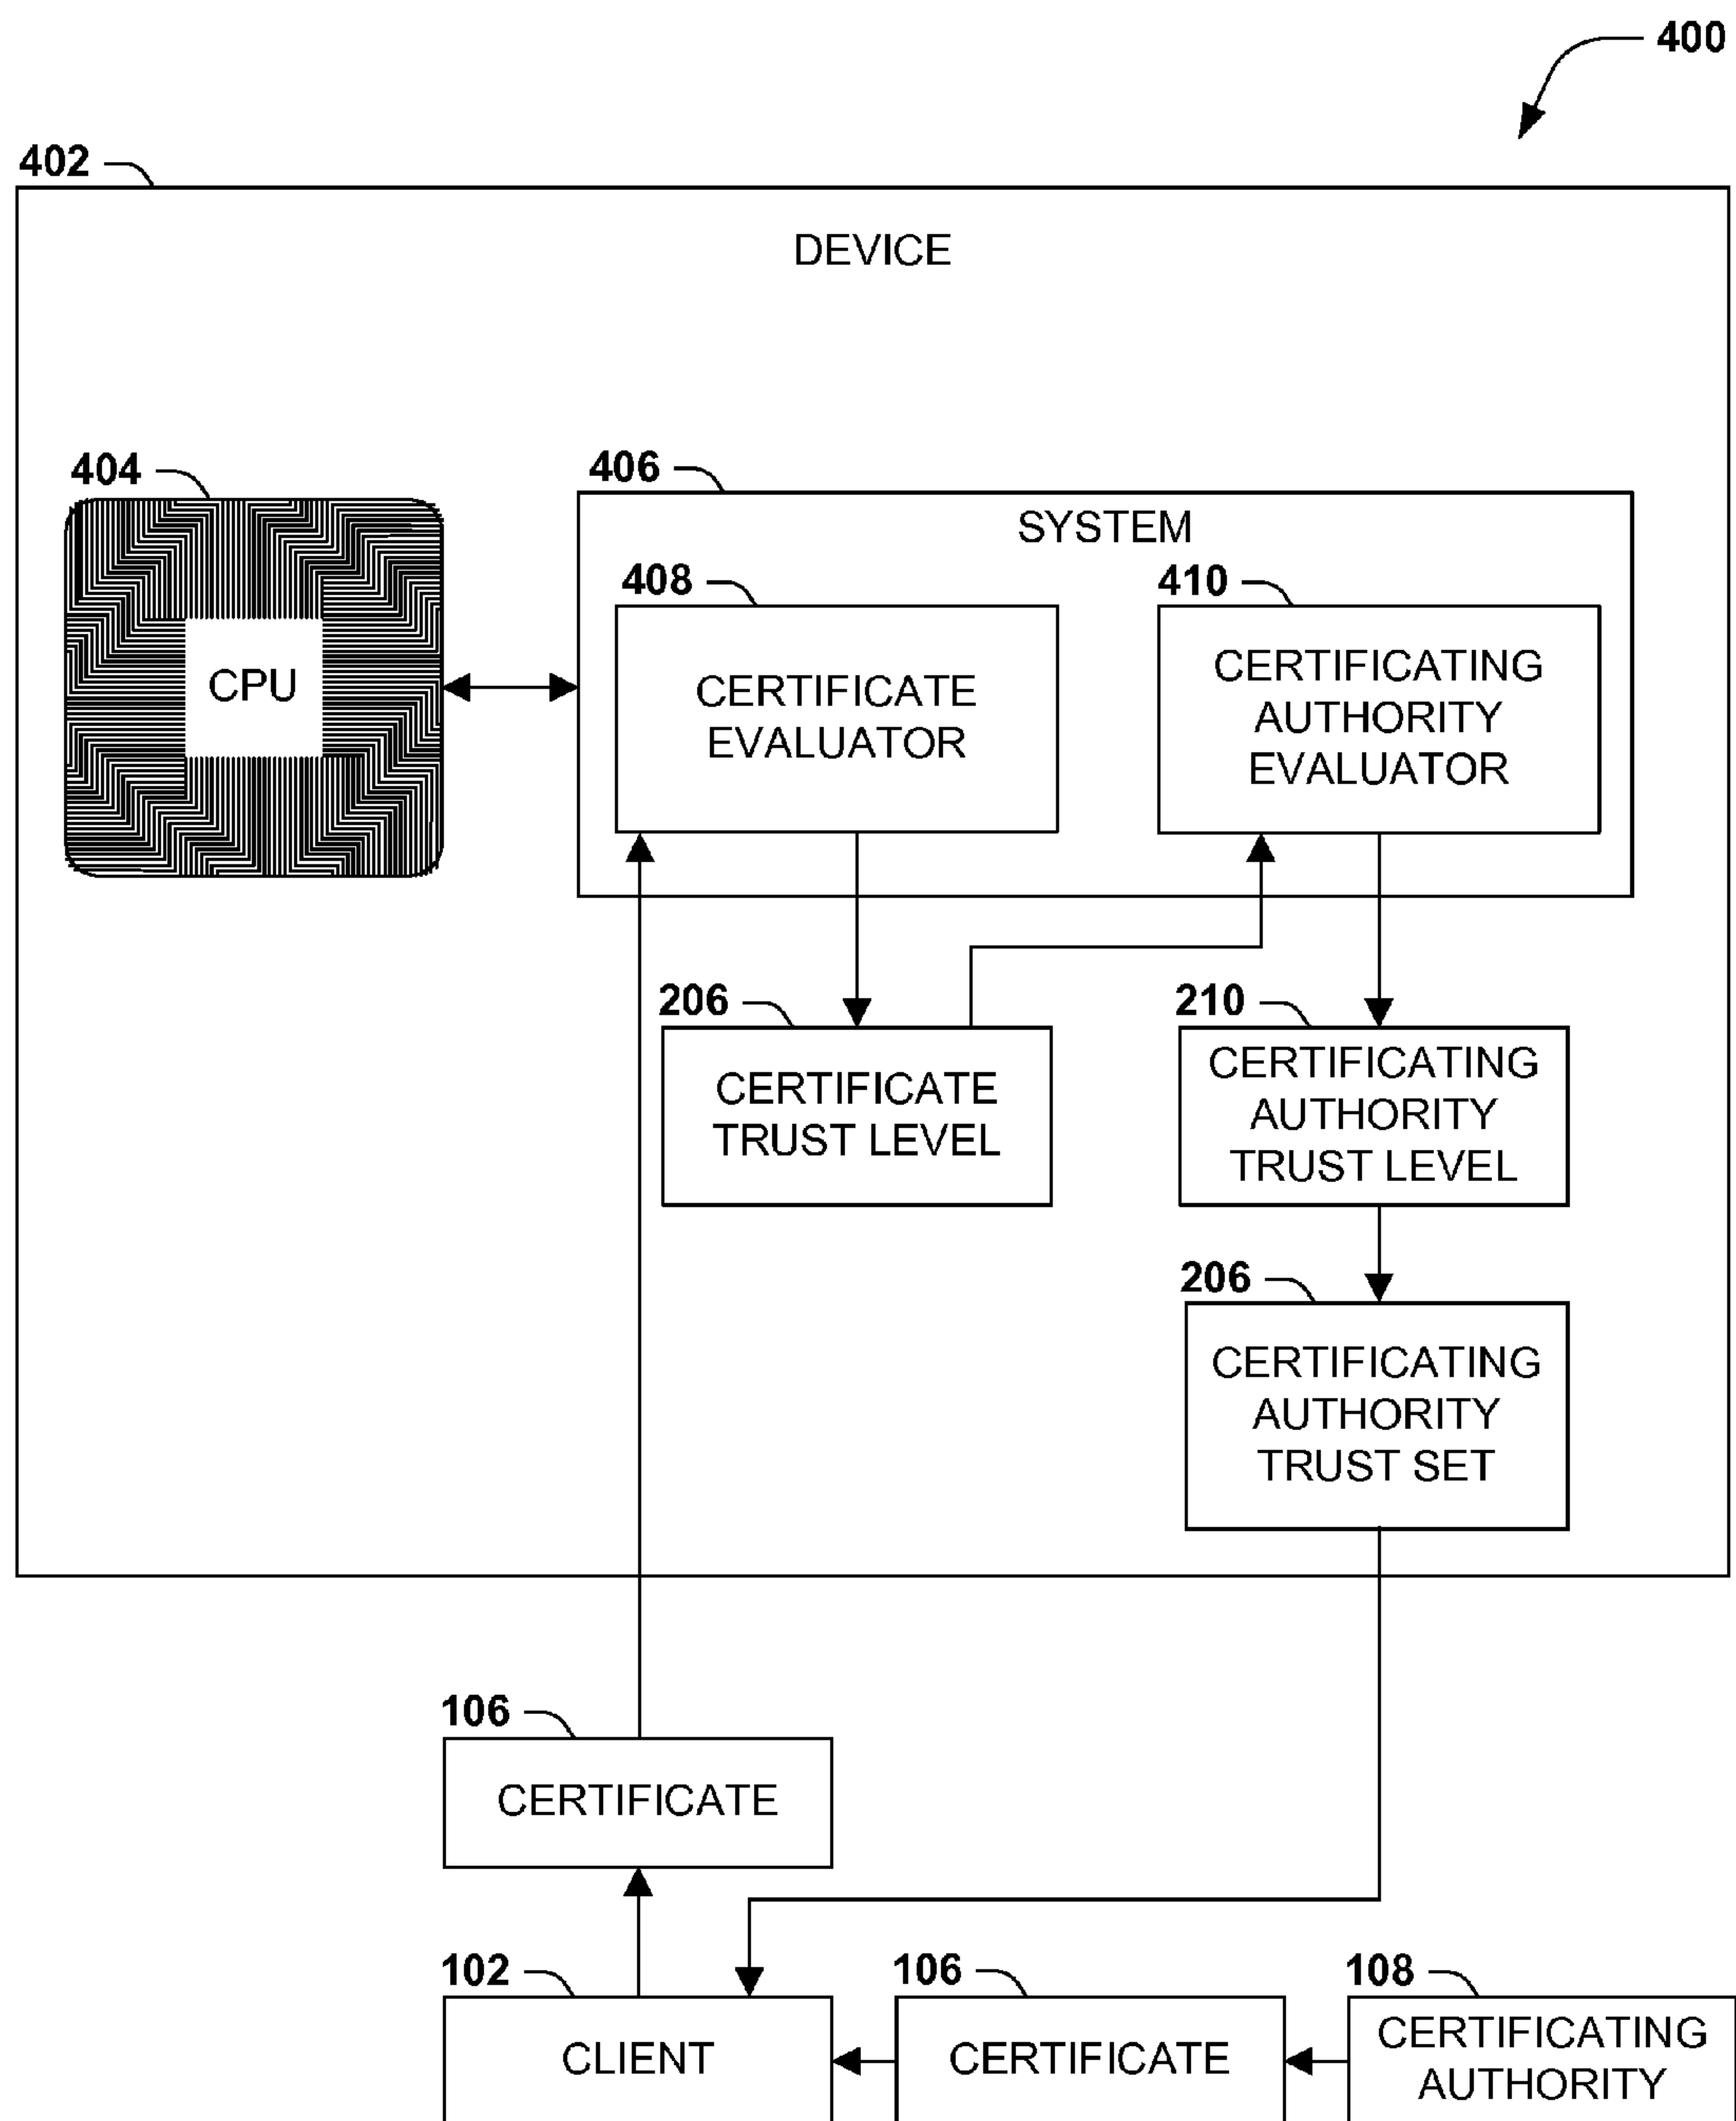 400
402
DEVICE
404
406
SYSTEM
408
410
CPU
CERTIFICATE
EVALUATOR
CERTIFICATING
AUTHORITY
EVALUATOR
206
210
CERTIFICATE
TRUST LEVEL
CERTIFICATING
AUTHORITY
TRUST LEVEL
206
CERTIFICATING
AUTHORITY
TRUST SET
106
CERTIFICATE
102
106
108
CLIENT
CERTIFICATE
CERTIFICATING
AUTHORITY